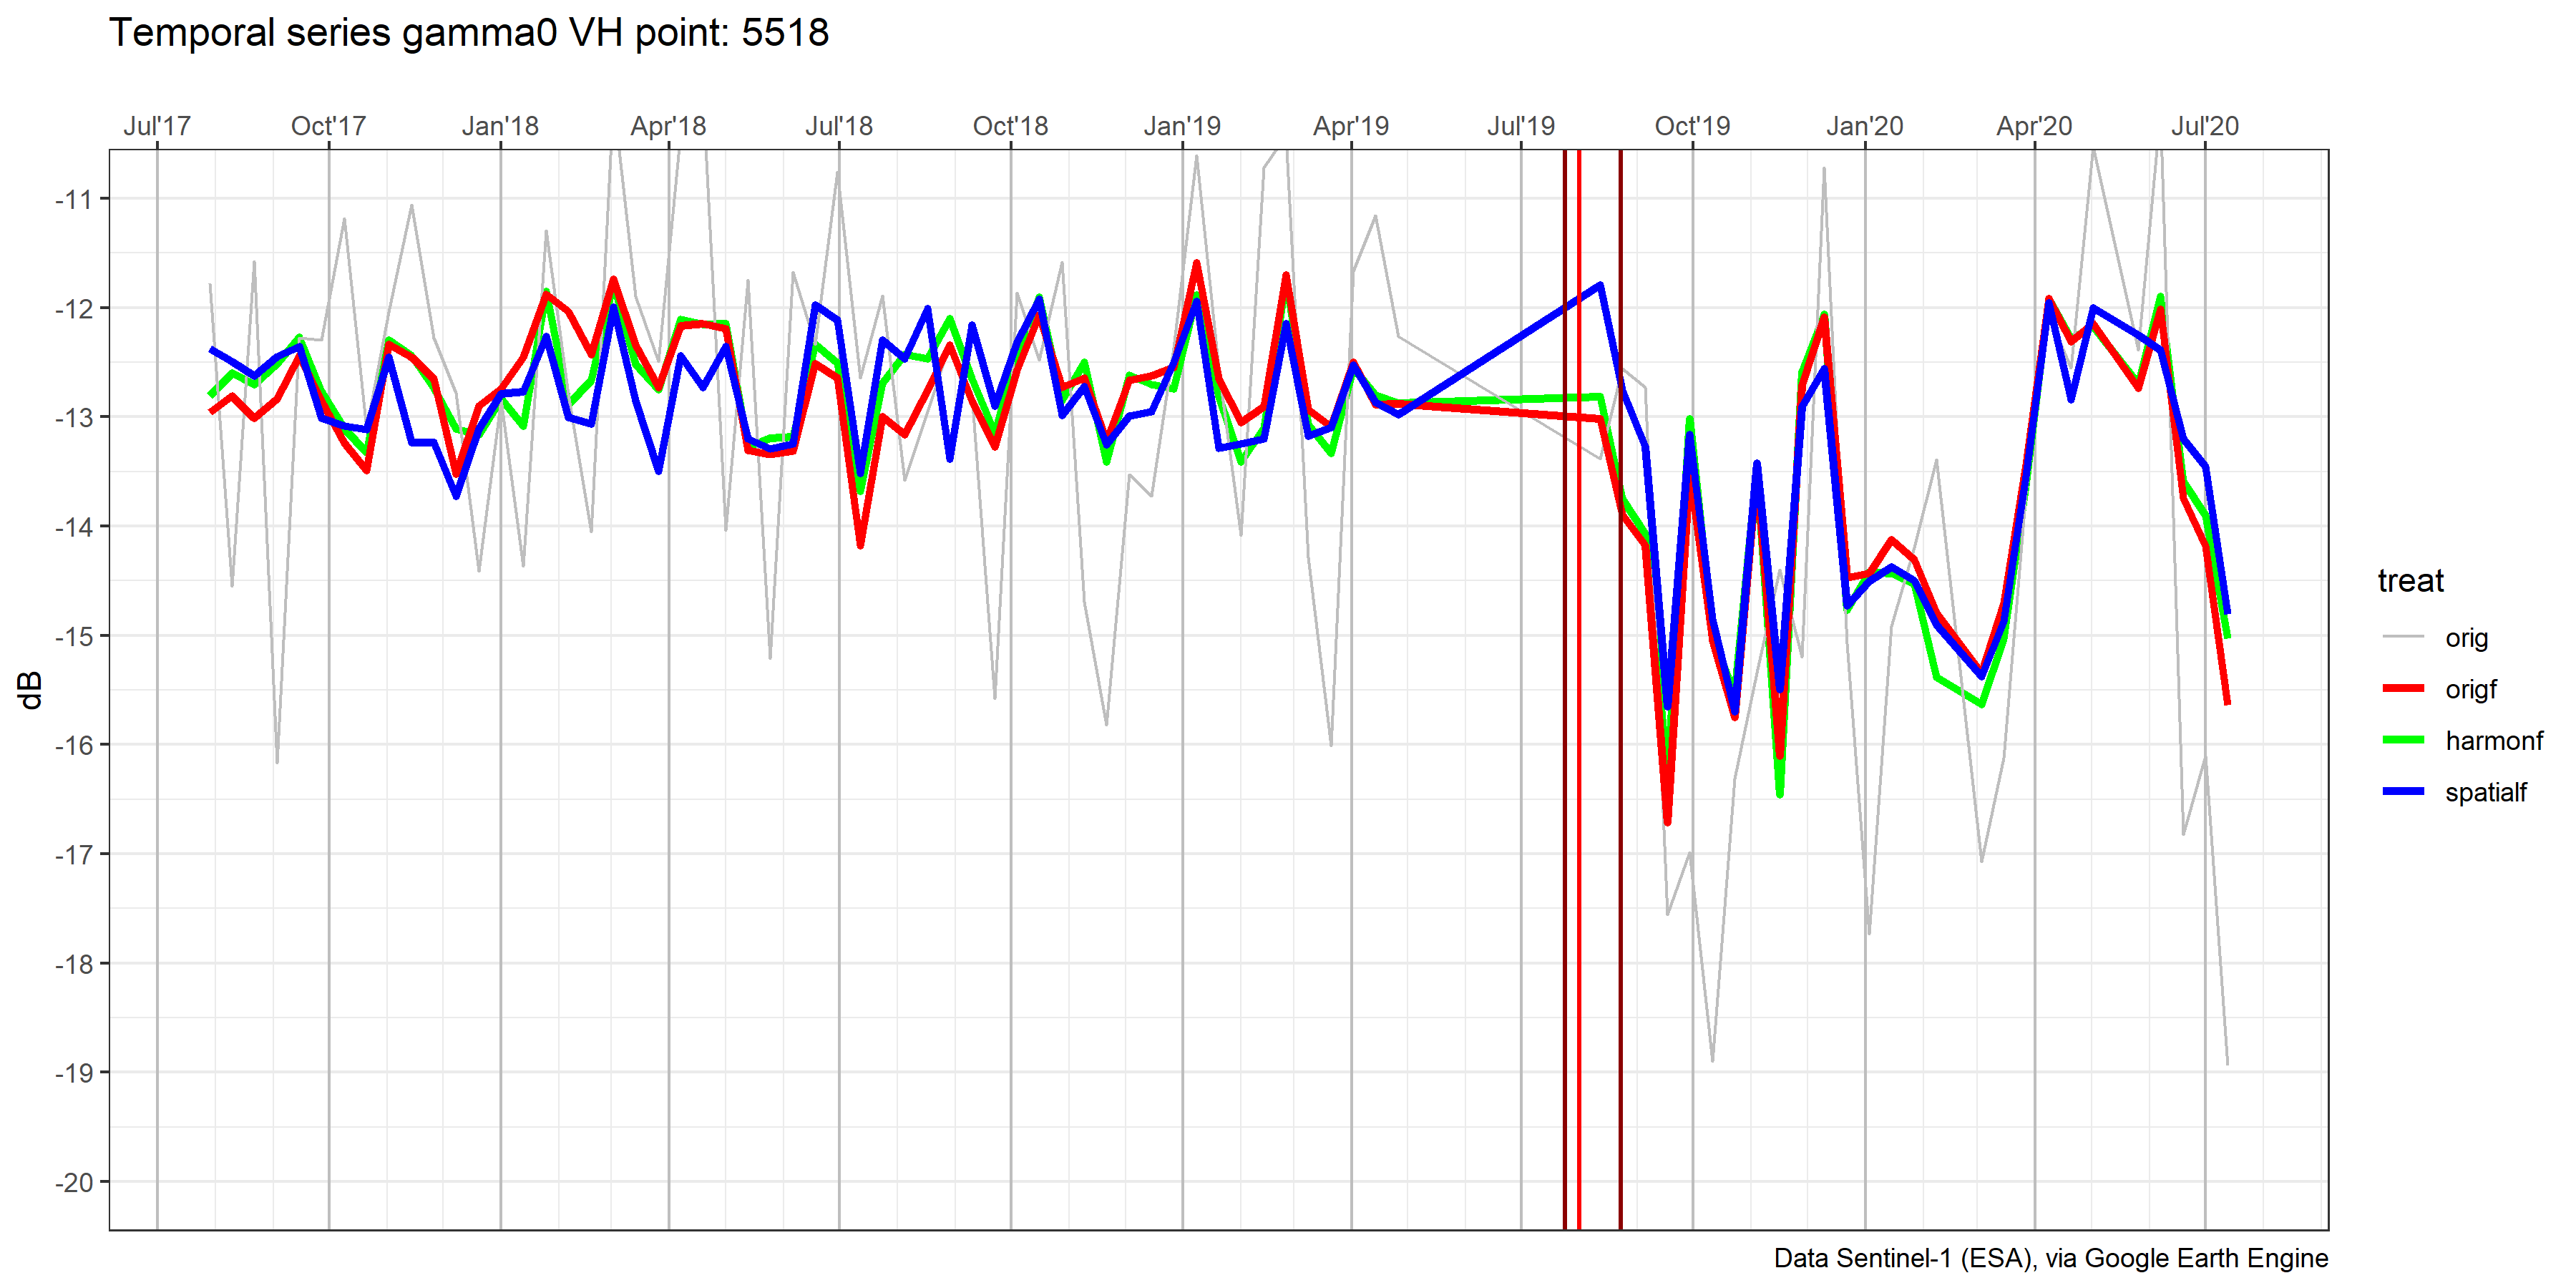 Temporal series gamma0 VH point: 5518
Jul'17 Oct'17 Jan'18 Apr'18 Jul'18 Oct'18 Jan'19 Apr'19 Jul'19 Oct'19 Jan'20 Apr'20 Jul'20
-11
-12
-13
-14
-15
-16
-17
-18
-19
-20
dB
treat
orig
origf
harmonf
spatialf
Data Sentinel-1 (ESA), via Google Earth Engine